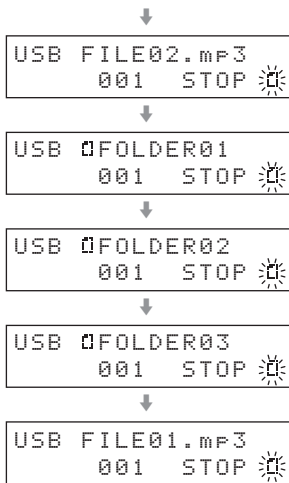 USB FILE02.mp3
001 STOP
USB FOLDER01
001 STOP
USB FOLDER02
001 STOP
USB FOLDER03
001 STOP
USB FILE01.mp3
001 STOP